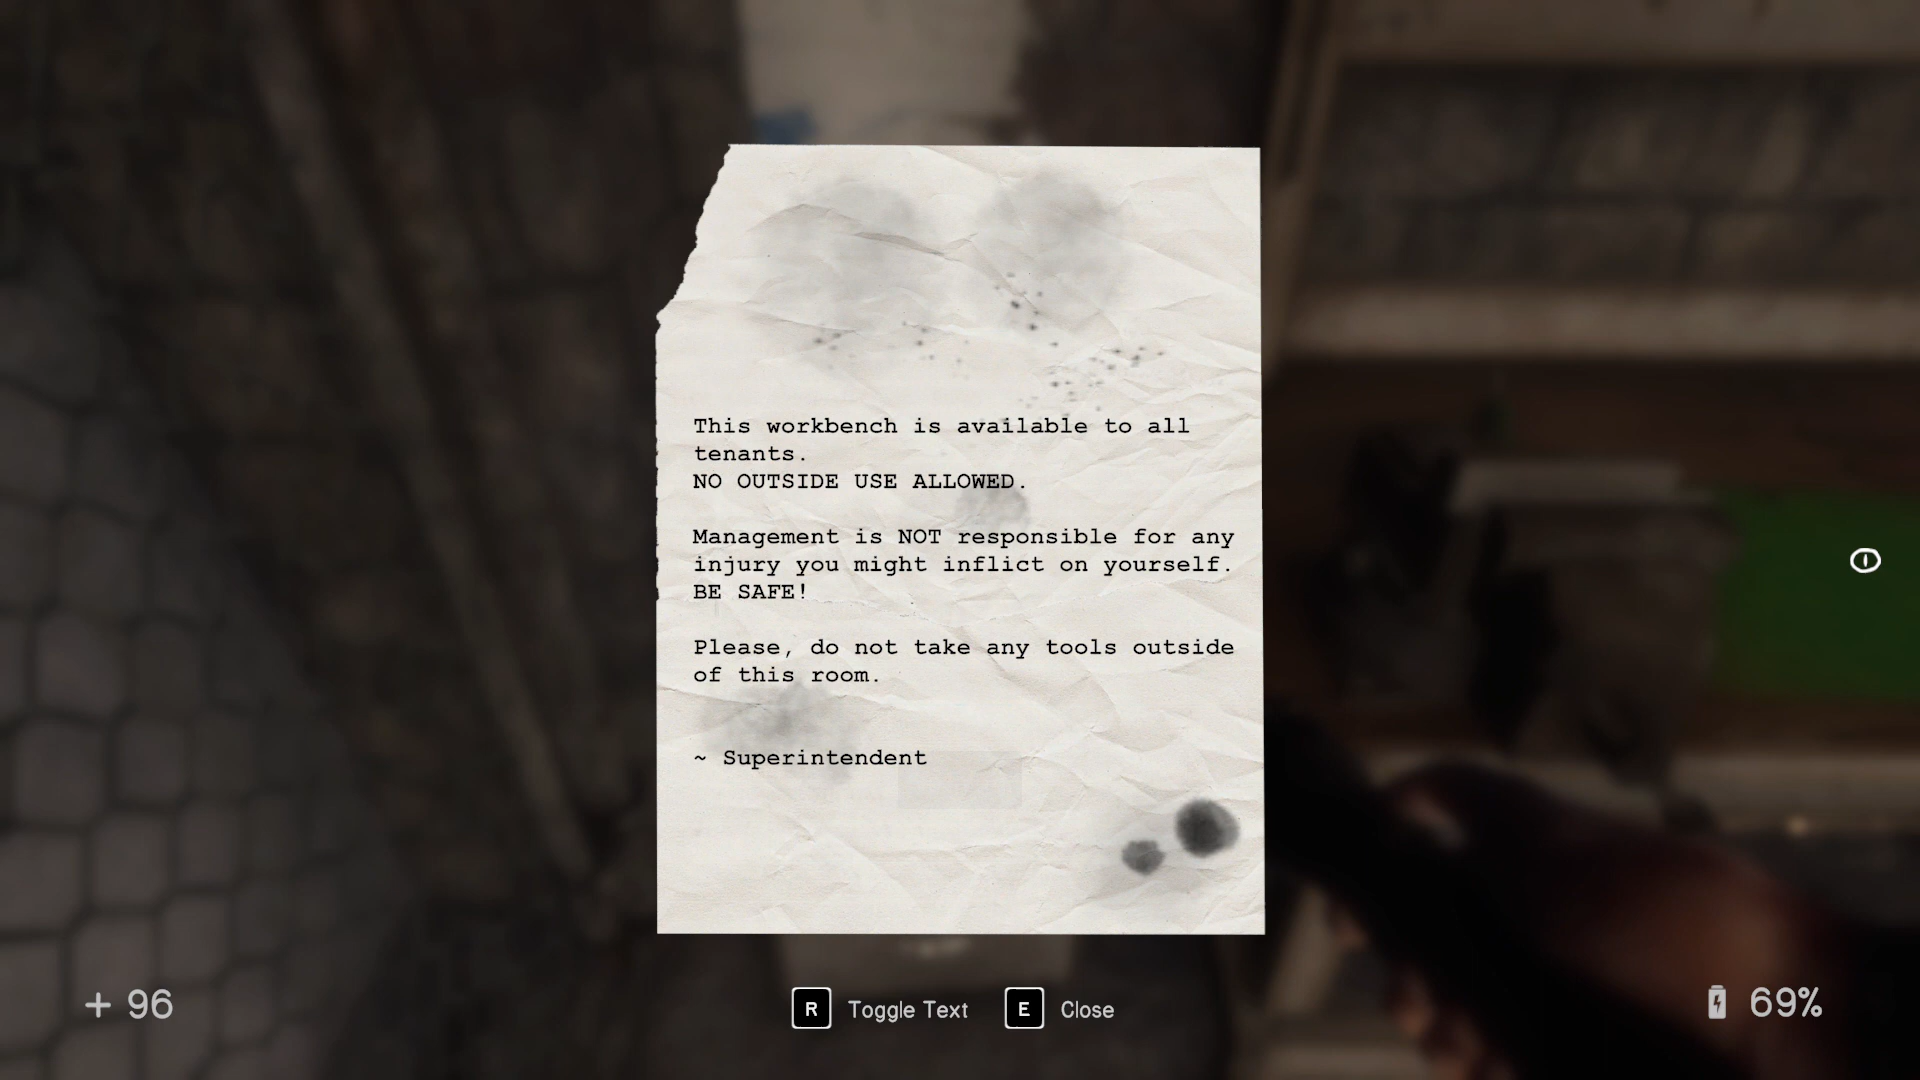 This workbench is available to all
tenants.
NO OUTSIDE USE ALLOWED.
Management is NOT responsible for any
injury you might inflict on yourself.
BE SAFE!
Please, do not take any tools outside
of this room.
~ Superintendent
+ 96
R Toggle Text E Close
69%